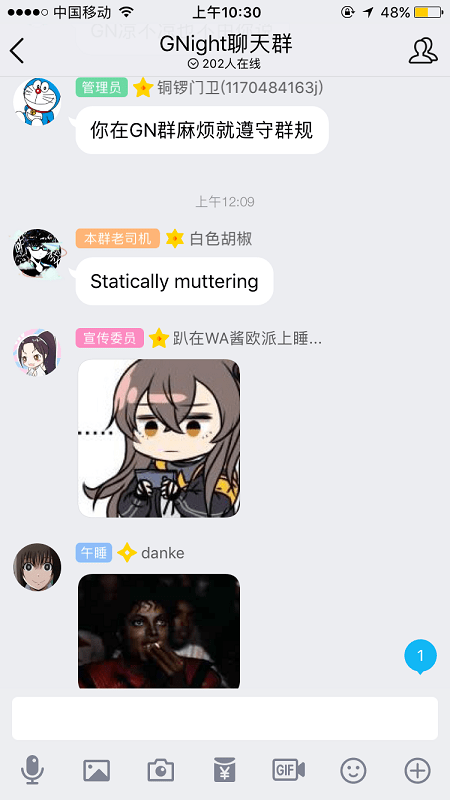 中国移动
上午10:30
48%
GNight聊天群
202人在线
管理员
铜锣门卫(1170484163j)
你在GN群麻烦就遵守群规
上午12:09
本群老司机
白色胡椒
Statically muttering
宣传委员
趴在WA酱欧派上睡...
......
午睡
danke
1
¥
GIF